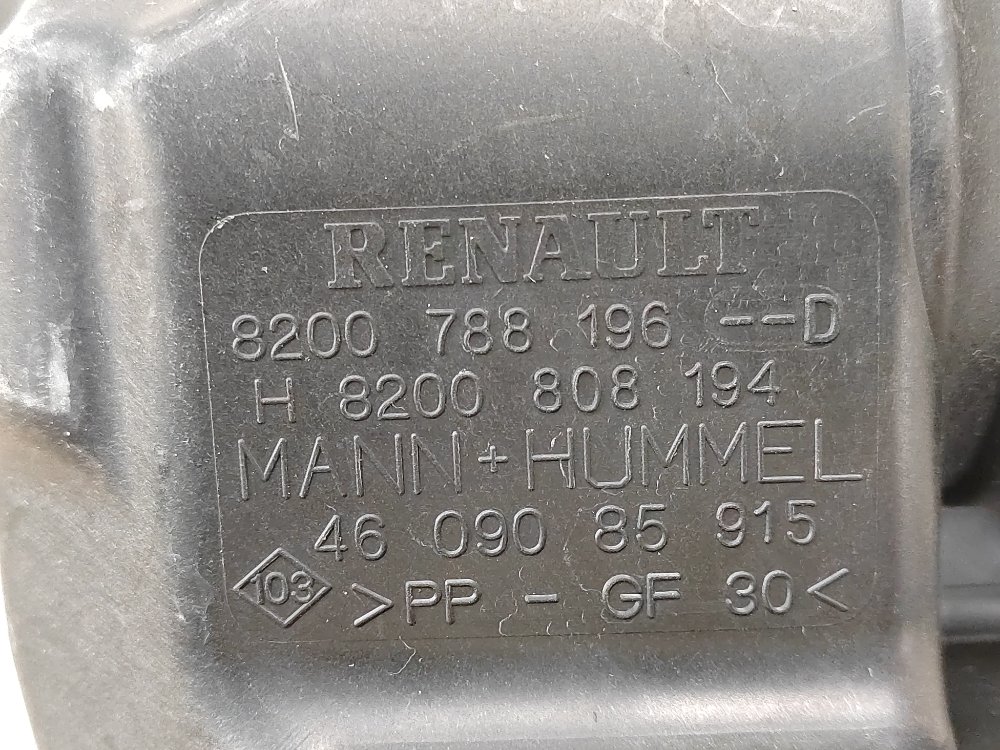 RENAULT
8200 788 196 --D
H 8200 808 194
MANN+HUMMEL
46 090 85 915
103 >PP - GF 30<